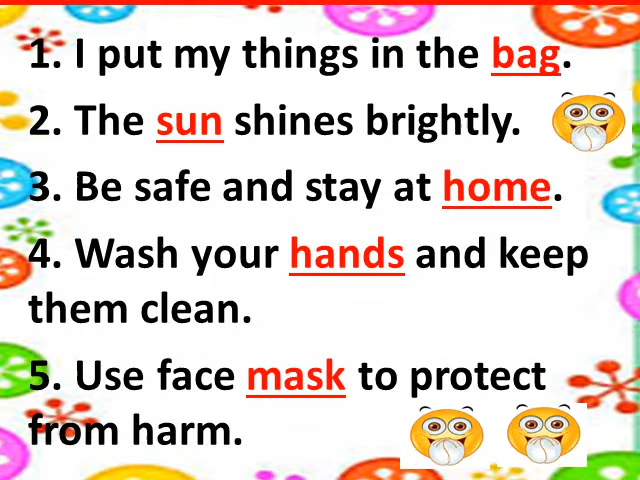 1. I put my things in the bag.
2. The sun shines brightly.
3. Be safe and stay at home.
4. Wash your hands and keep
them clean.
5. Use face mask to protect
from harm.